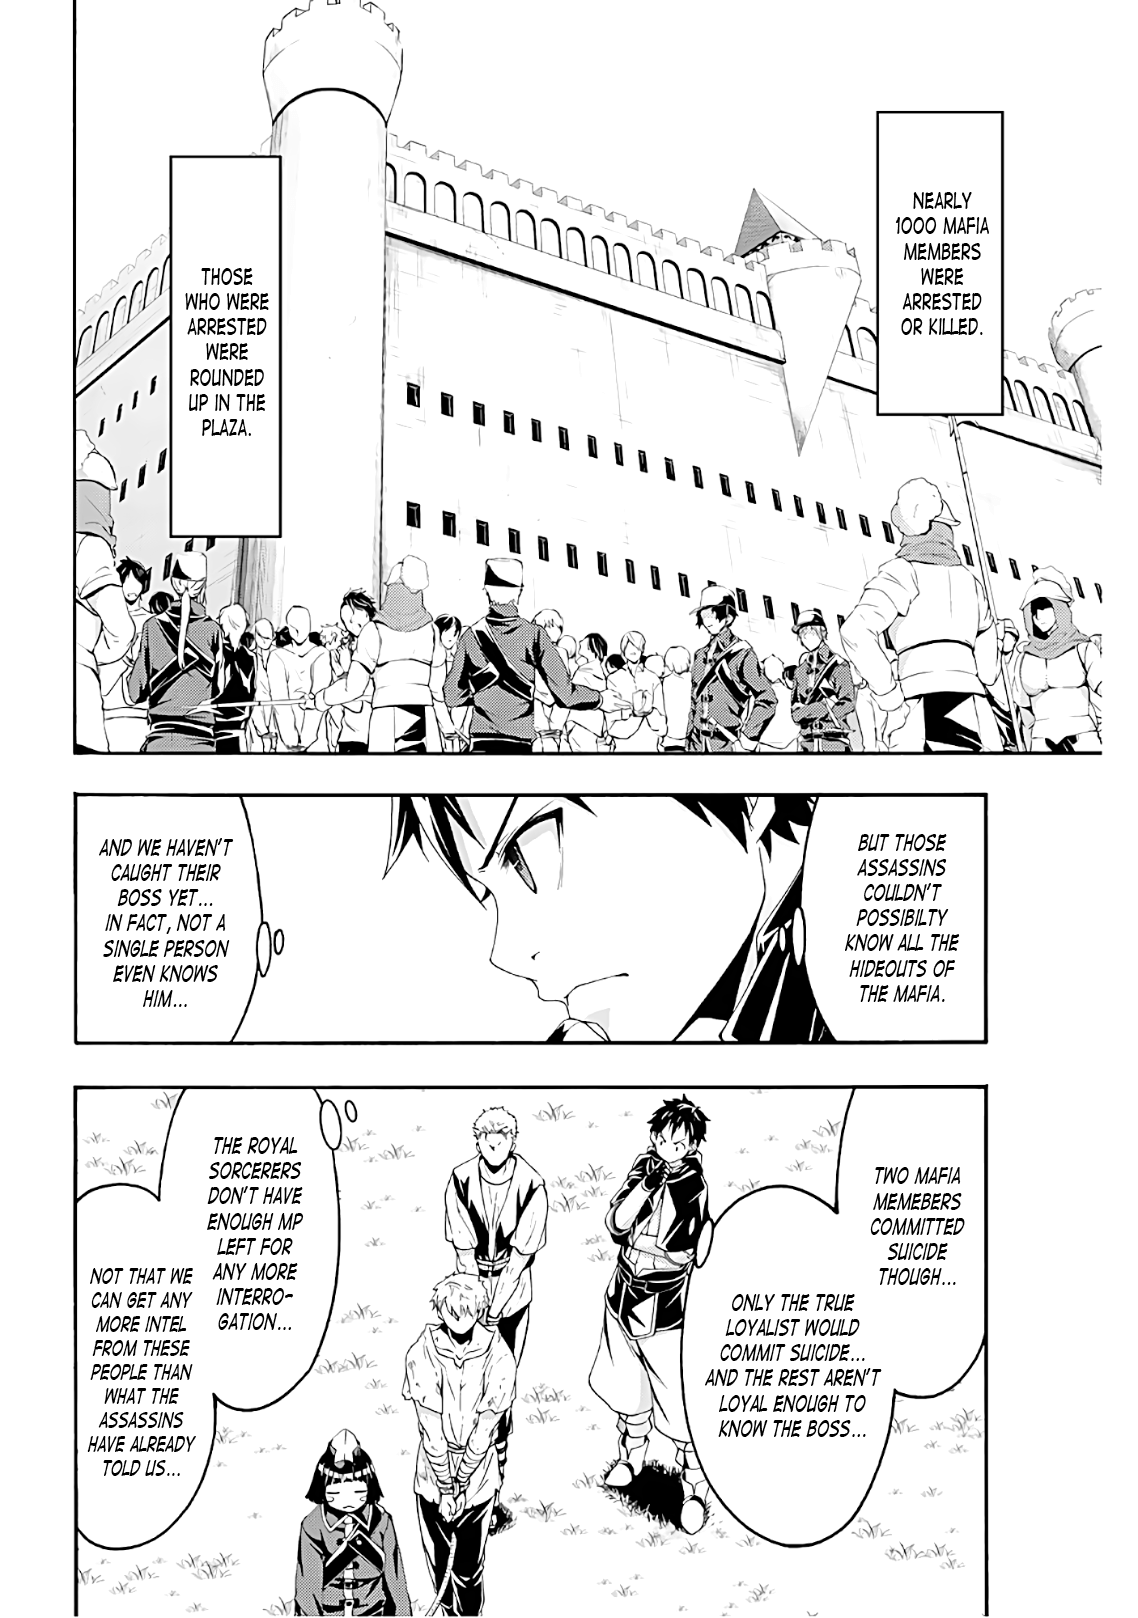 NEARLY
1000 MAFIA
MEMBERS
WERE
ARRESTED
OR KILLED.
THOSE
WHO WERE
ARRESTED
WERE
ROUNDED
UP IN THE
PLAZA.
BUT THOSE
ASSASSINS
COULDN'T
POSSIBILTY
KNOW ALL THE
HIDEOUTS OF
THE MAFIA.
AND WE HAVEN'T
CAUGHT THEIR
BOSS YET...
IN FACT, NOT A
SINGLE PERSON
EVEN KNOWS
HIM...
TWO MAFIA
MEMEBERS
COMMITTED
SUICIDE
THOUGH...
ONLY THE TRUE
LOYALIST WOULD
COMMIT SUICIDE...
AND THE REST AREN'T
LOYAL ENOUGH TO
KNOW THE BOSS...
THE ROYAL
SORCERERS
DON'T HAVE
ENOUGH MP
LEFT FOR
ANY MORE
INTERRO-
GATION...
NOT THAT WE
CAN GET ANY
MORE INTEL
FROM THESE
PEOPLE THAN
WHAT THE
ASSASSINS
HAVE ALREADY
TOLD US...